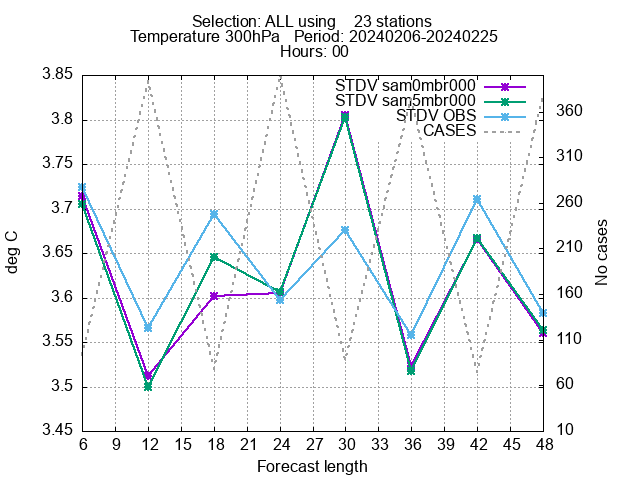 Selection: ALL using    23 stations
Temperature 300hPa   Period: 20240206-20240225
Hours: 00
STDV sam0mbr000
STDV sam5mbr000
STDV OBS
CASES
3.85
3.8
3.75
3.7
3.65
3.6
3.55
3.5
3.45
deg C
360
310
260
210
160
110
60
10
No cases
6 9 12 15 18 21 24 27 30 33 36 39 42 45 48
Forecast length